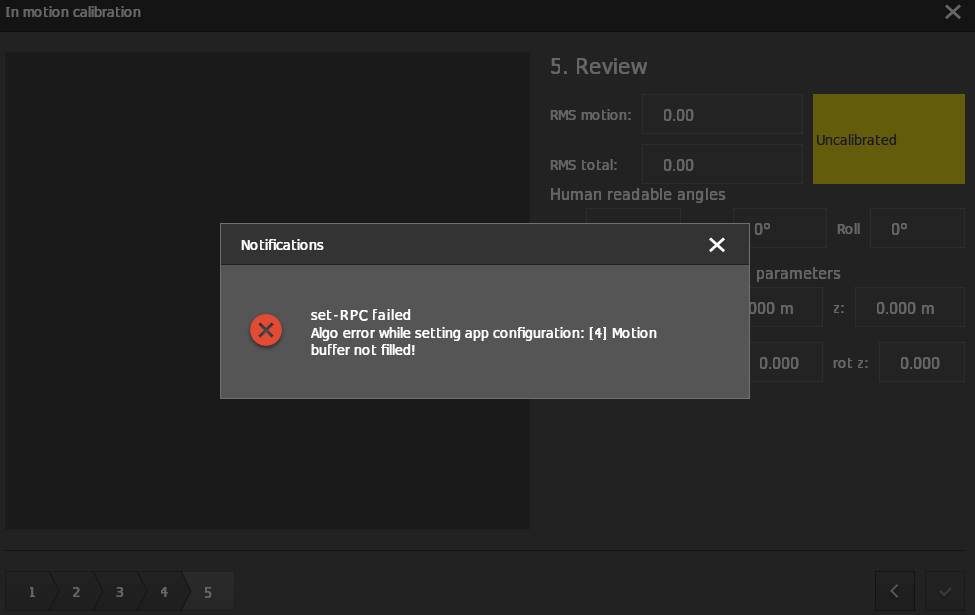 In motion calibration
5. Review
RMS motion: 0.00
Uncalibrated
RMS total: 0.00
Human readable angles
0° Roll 0°
Notifications
parameters
set-RPC failed
000 m z: 0.000 m
Algo error while setting app configuration: [4] Motion
buffer not filled!
0.000 rot z: 0.000
1 2 3 4 5